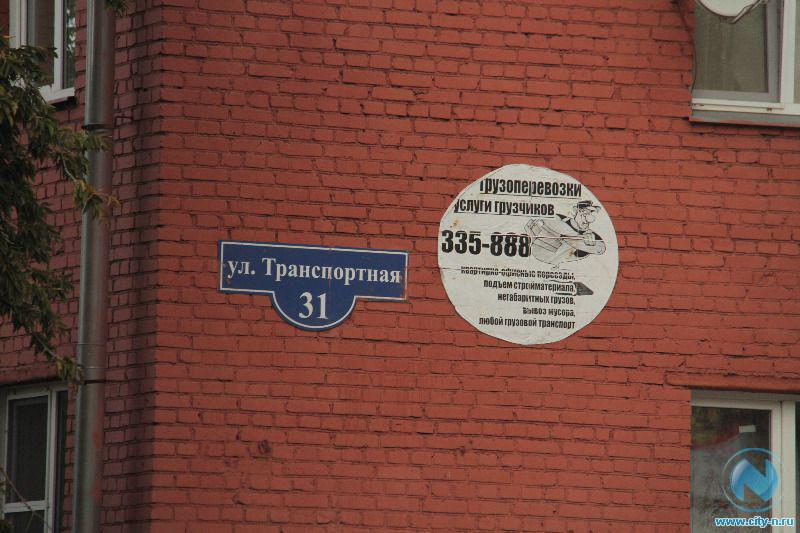 ул. Транспортная
31
грузоперевозки
услуги грузчиков
335-888
квартирно-офисные переезды,
подъем стройматериала,
негабаритных грузов,
вывоз мусора,
любой грузовой транспорт
N
www.city-n.ru